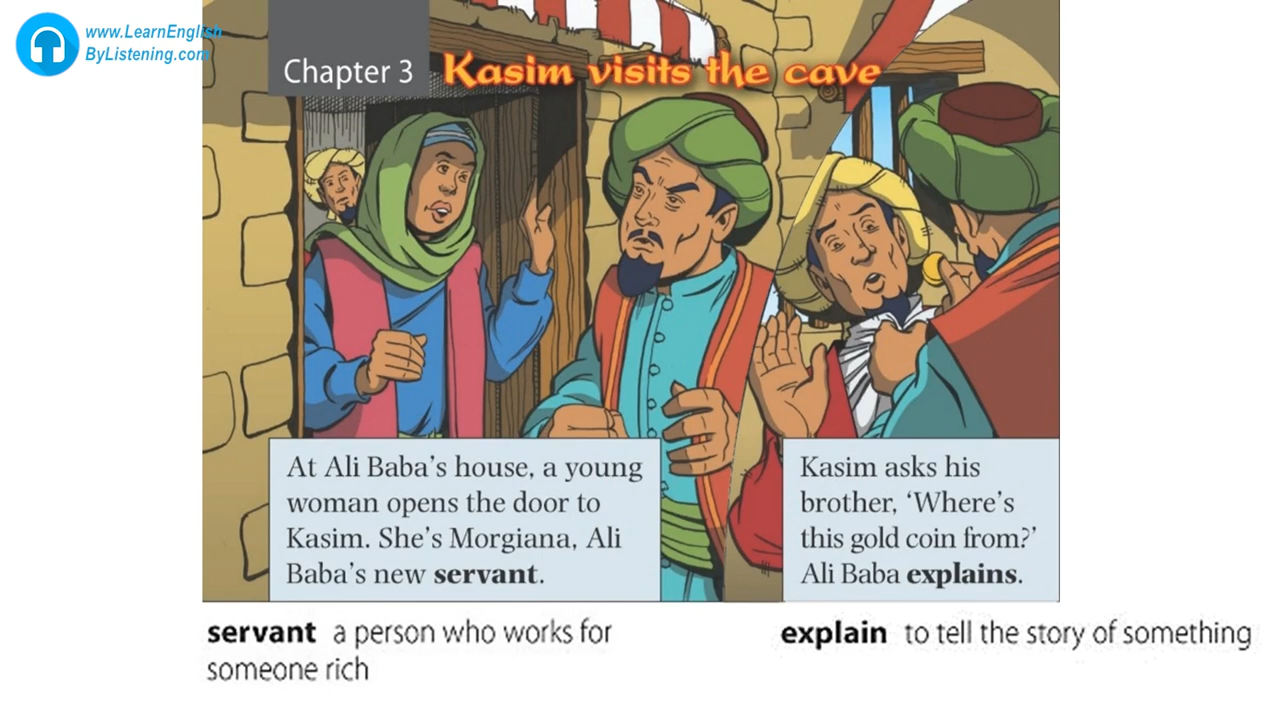 www.LearnEnglish
ByListening.com
Chapter 3 Kasim visits the cave
At Ali Baba's house, a young
woman opens the door to
Kasim. She's Morgiana, Ali
Baba's new servant.
Kasim asks his
brother, ‘Where's
this gold coin from?’
Ali Baba explains.
servant a person who works for
someone rich
explain to tell the story of something